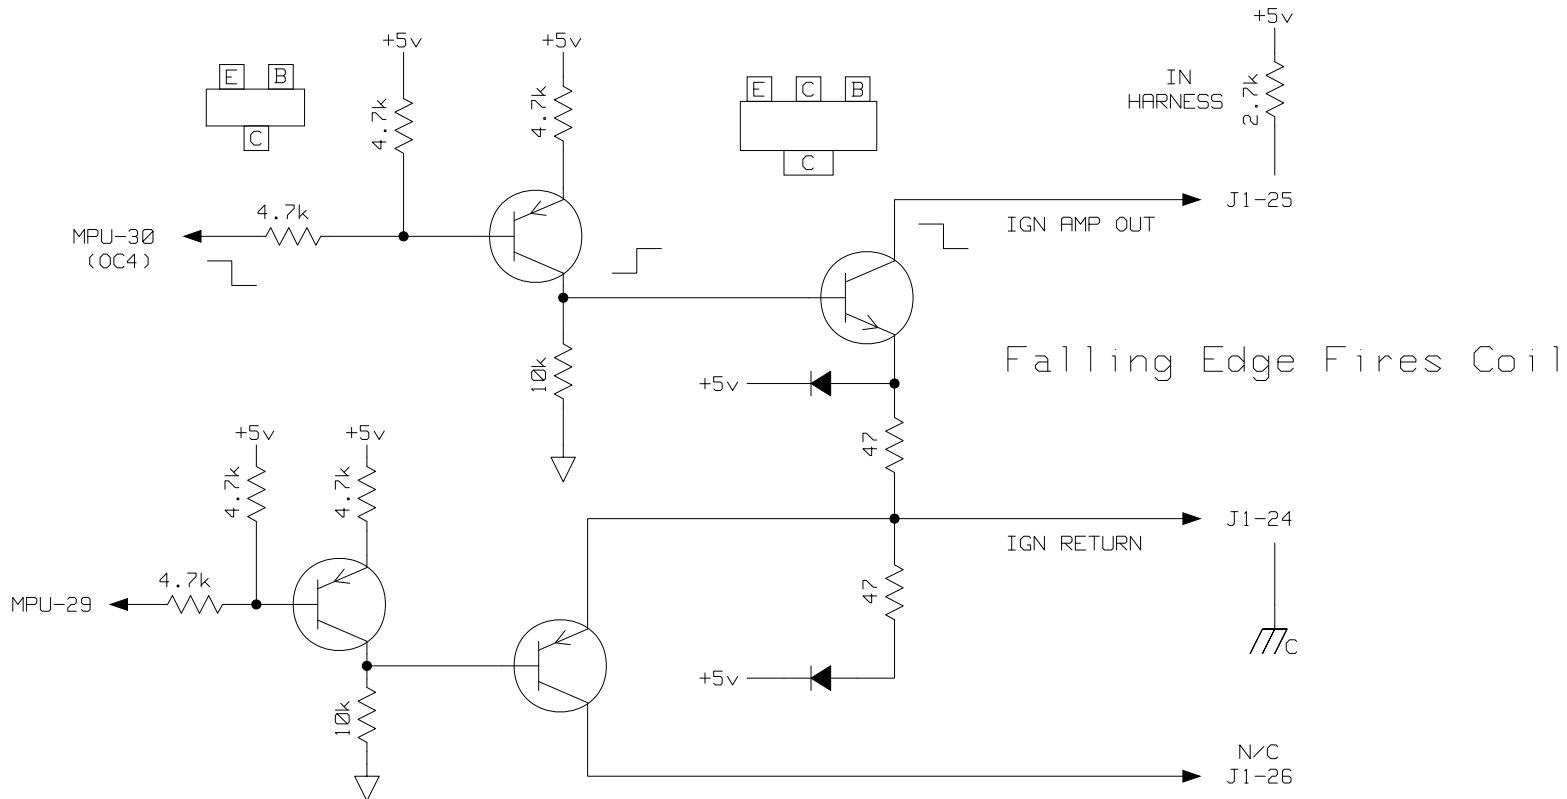 +5v
+5v
+5v
E B
C
4.7k
4.7k
E C B
C
IN
HARNESS
2.7k
4.7k
MPU-30
(OC4)
J1-25
IGN AMP OUT
10k
+5v
Falling Edge Fires Coil
47
+5v
+5v
4.7k
4.7k
J1-24
IGN RETURN
4.7k
MPU-29
47
C
+5v
10k
N/C
J1-26